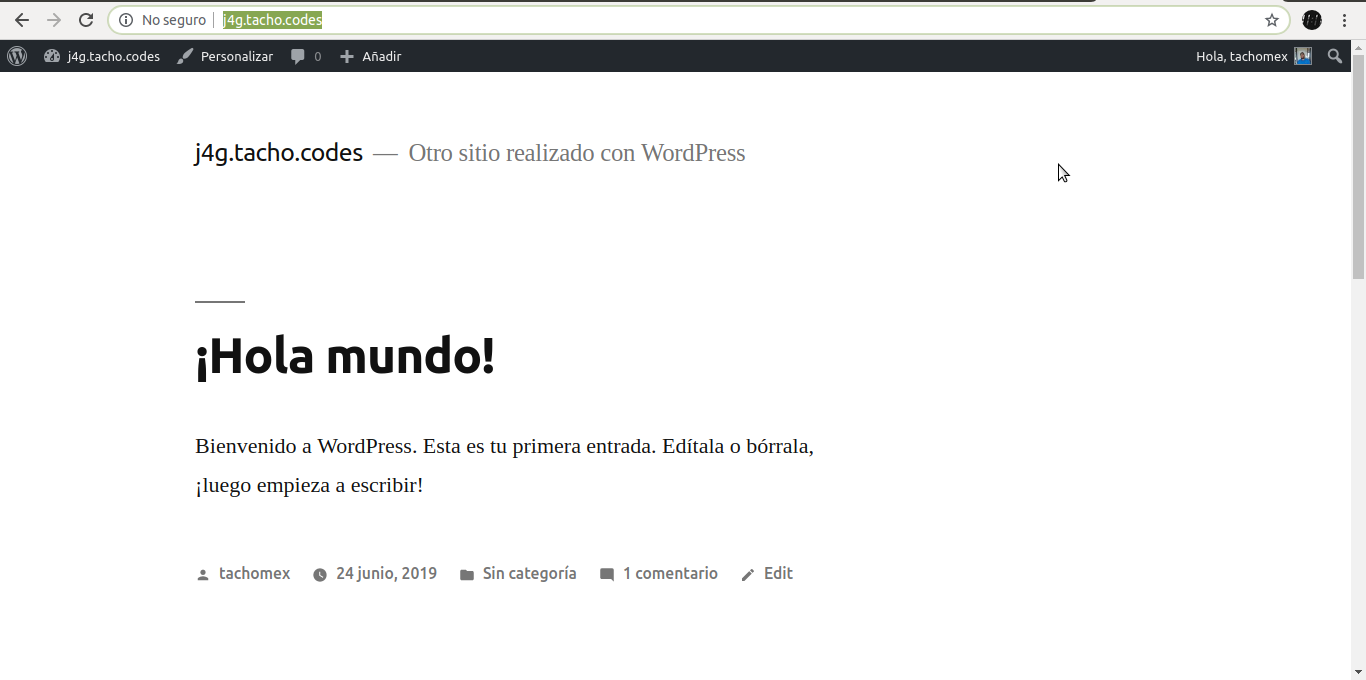 No seguro j4g.tacho.codes
j4g.tacho.codes Personalizar 0 Añadir Hola, tachomex
j4g.tacho.codes — Otro sitio realizado con WordPress
¡Hola mundo!
Bienvenido a WordPress. Esta es tu primera entrada. Edítala o bórrala,
¡luego empieza a escribir!
tachomex 24 junio, 2019 Sin categoría 1 comentario Edit